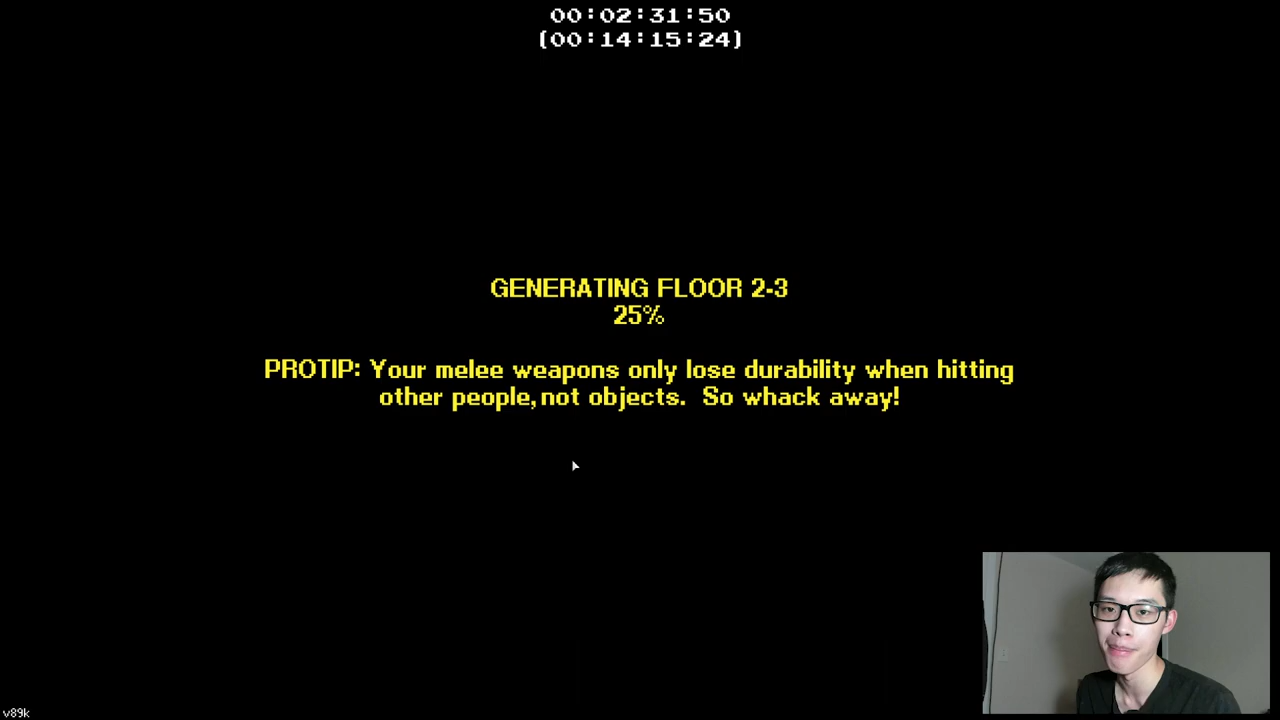 00:02:31:50
(00:14:15:24)
GENERATING FLOOR 2-3
25%
PROTIP: Your melee weapons only lose durability when hitting
other people, not objects.  So whack away!
v89k